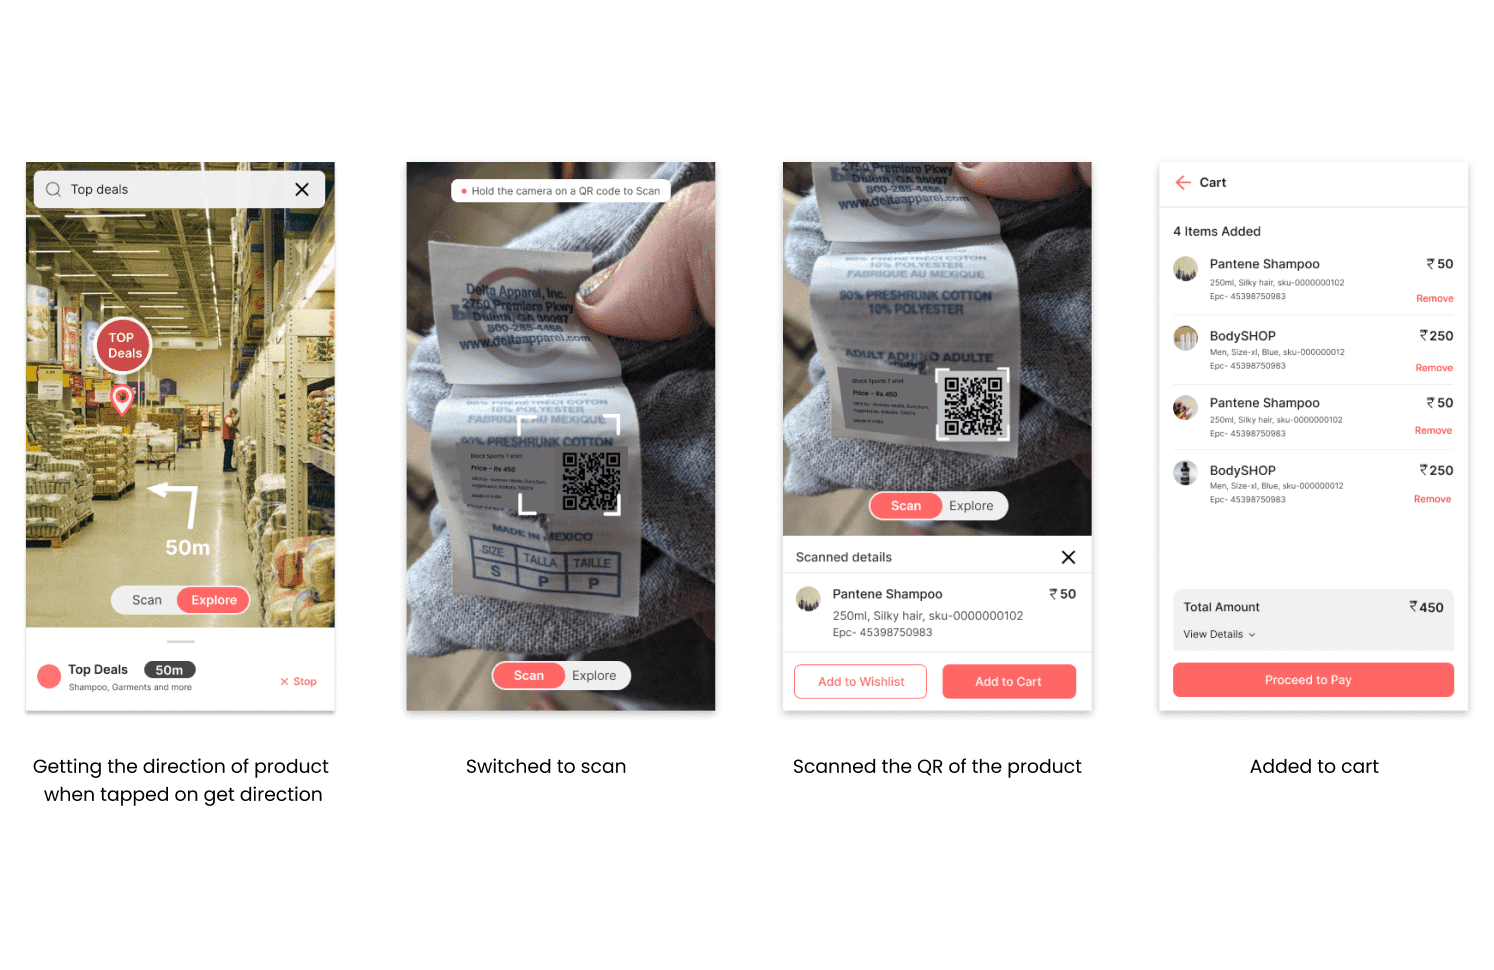 Top deals
TOP
Deals
50m
Scan
Explore
Top Deals
50m
Shampoo, Garments and more
Stop
Getting the direction of product
when tapped on get direction
Hold the camera on a QR code to Scan
Delta Apparel, Inc.
2750 Premiere Pkwy
Duluth, GA 30097
800-285-4456
www.deltaapparel.com
10% POLYESTER
FABRIQUÉ AU MEXIQUE
90% PRESHRUNK COTTON
Black Sports T shirt
Price - Rs 450
Made in India
MADE IN MEXICO
SIZE TALLA TAILLE
S P P
Scan
Explore
Switched to scan
2750 Premiere Pkwy
Duluth, GA 30097
800-285-4456
www.deltaapparel.com
10% POLYESTER
FABRIQUE AU MEXIQUE
90% PRESHRUNK COTTON
10% POLYESTER
ADULT ADULTO ADULTE
Black Sports T shirt
Price - Rs 450
Made in India
Scan
Explore
Scanned details
Pantene Shampoo
₹ 50
250ml, Silky hair, sku-0000000102
Epc- 45398750983
Add to Wishlist
Add to Cart
Scanned the QR of the product
Cart
4 Items Added
Pantene Shampoo
₹ 50
250ml, Silky hair, sku-0000000102
Epc- 45398750983
Remove
BodySHOP
₹ 250
Men, Size-xl, Blue, sku-000000012
Epc- 45398750983
Remove
Pantene Shampoo
₹ 50
250ml, Silky hair, sku-0000000102
Epc- 45398750983
Remove
BodySHOP
₹ 250
Men, Size-xl, Blue, sku-000000012
Epc- 45398750983
Remove
Total Amount
₹ 450
View Details
Proceed to Pay
Added to cart